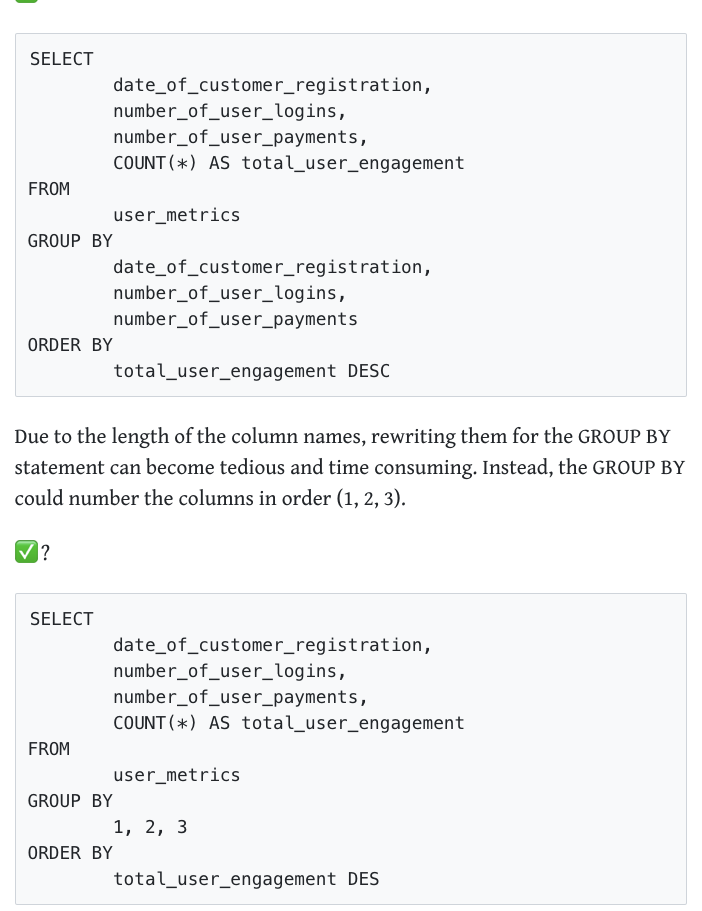 SELECT
date_of_customer_registration,
number_of_user_logins,
number_of_user_payments,
COUNT(*) AS total_user_engagement
FROM
user_metrics
GROUP BY
date_of_customer_registration,
number_of_user_logins,
number_of_user_payments
ORDER BY
total_user_engagement DESC
Due to the length of the column names, rewriting them for the GROUP BY
statement can become tedious and time consuming. Instead, the GROUP BY
could number the columns in order (1, 2, 3).
✅?
SELECT
date_of_customer_registration,
number_of_user_logins,
number_of_user_payments,
COUNT(*) AS total_user_engagement
FROM
user_metrics
GROUP BY
1, 2, 3
ORDER BY
total_user_engagement DES